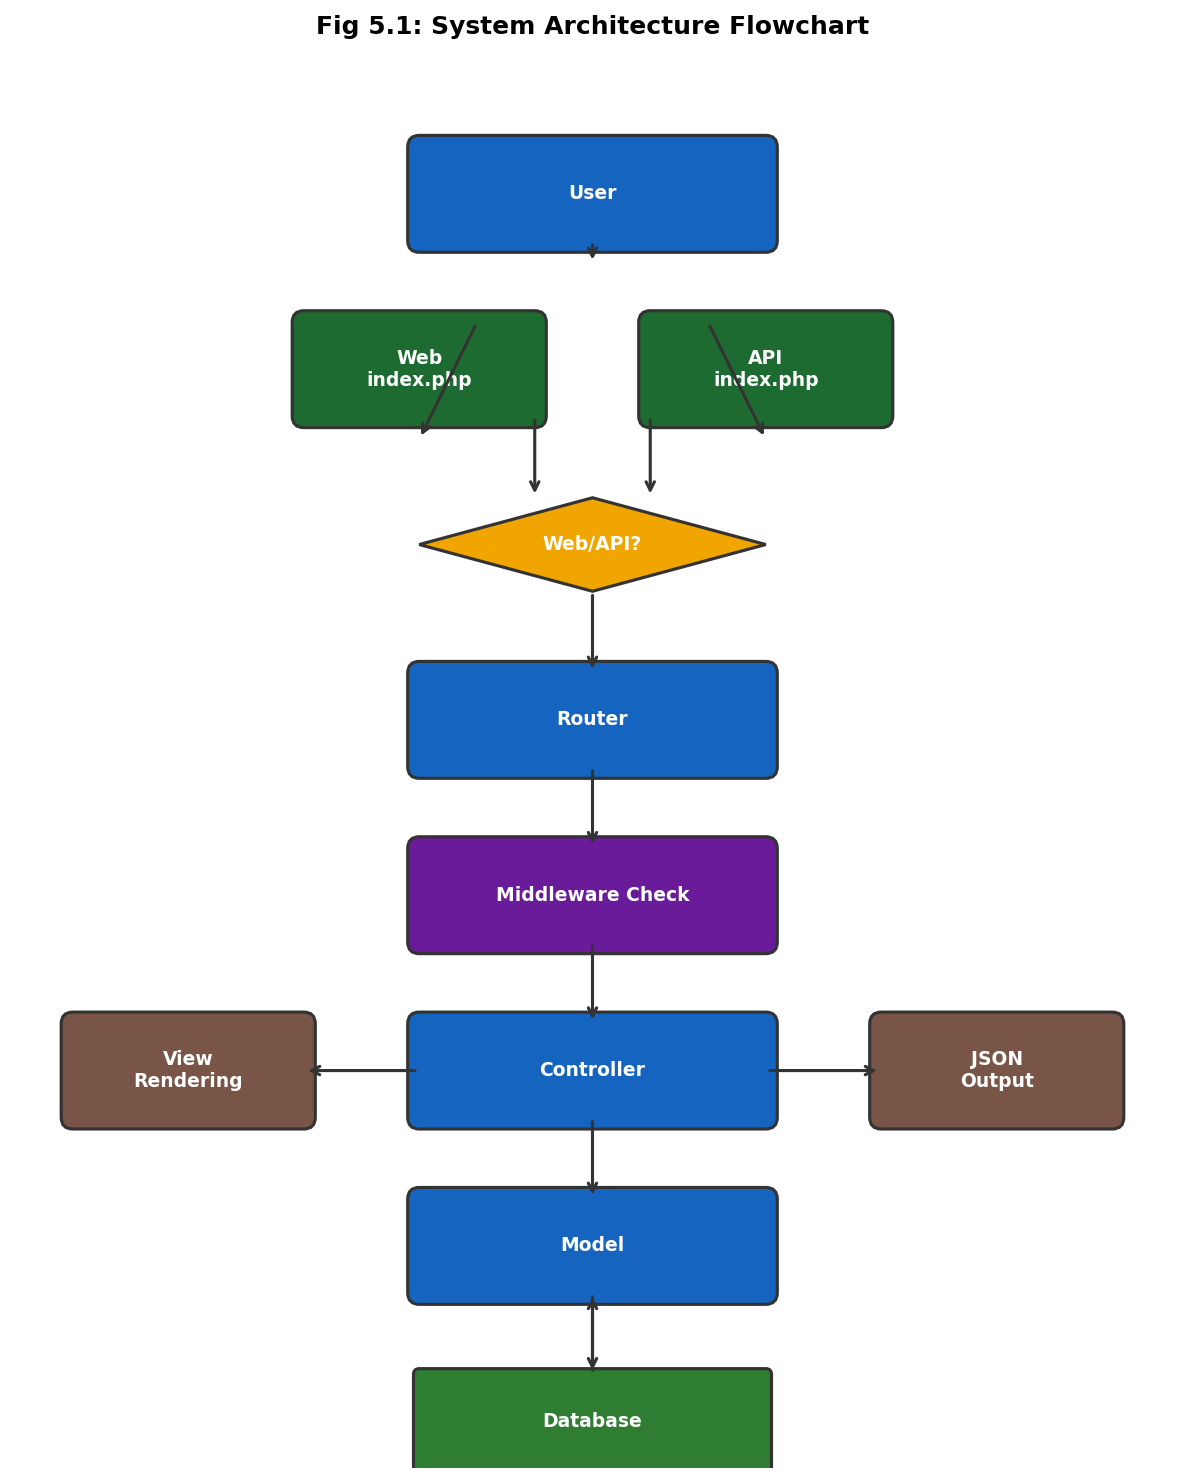 Fig 5.1: System Architecture Flowchart
User
Web
index.php
API
index.php
Web/API?
Router
Middleware Check
View
Rendering
Controller
JSON
Output
Model
Database